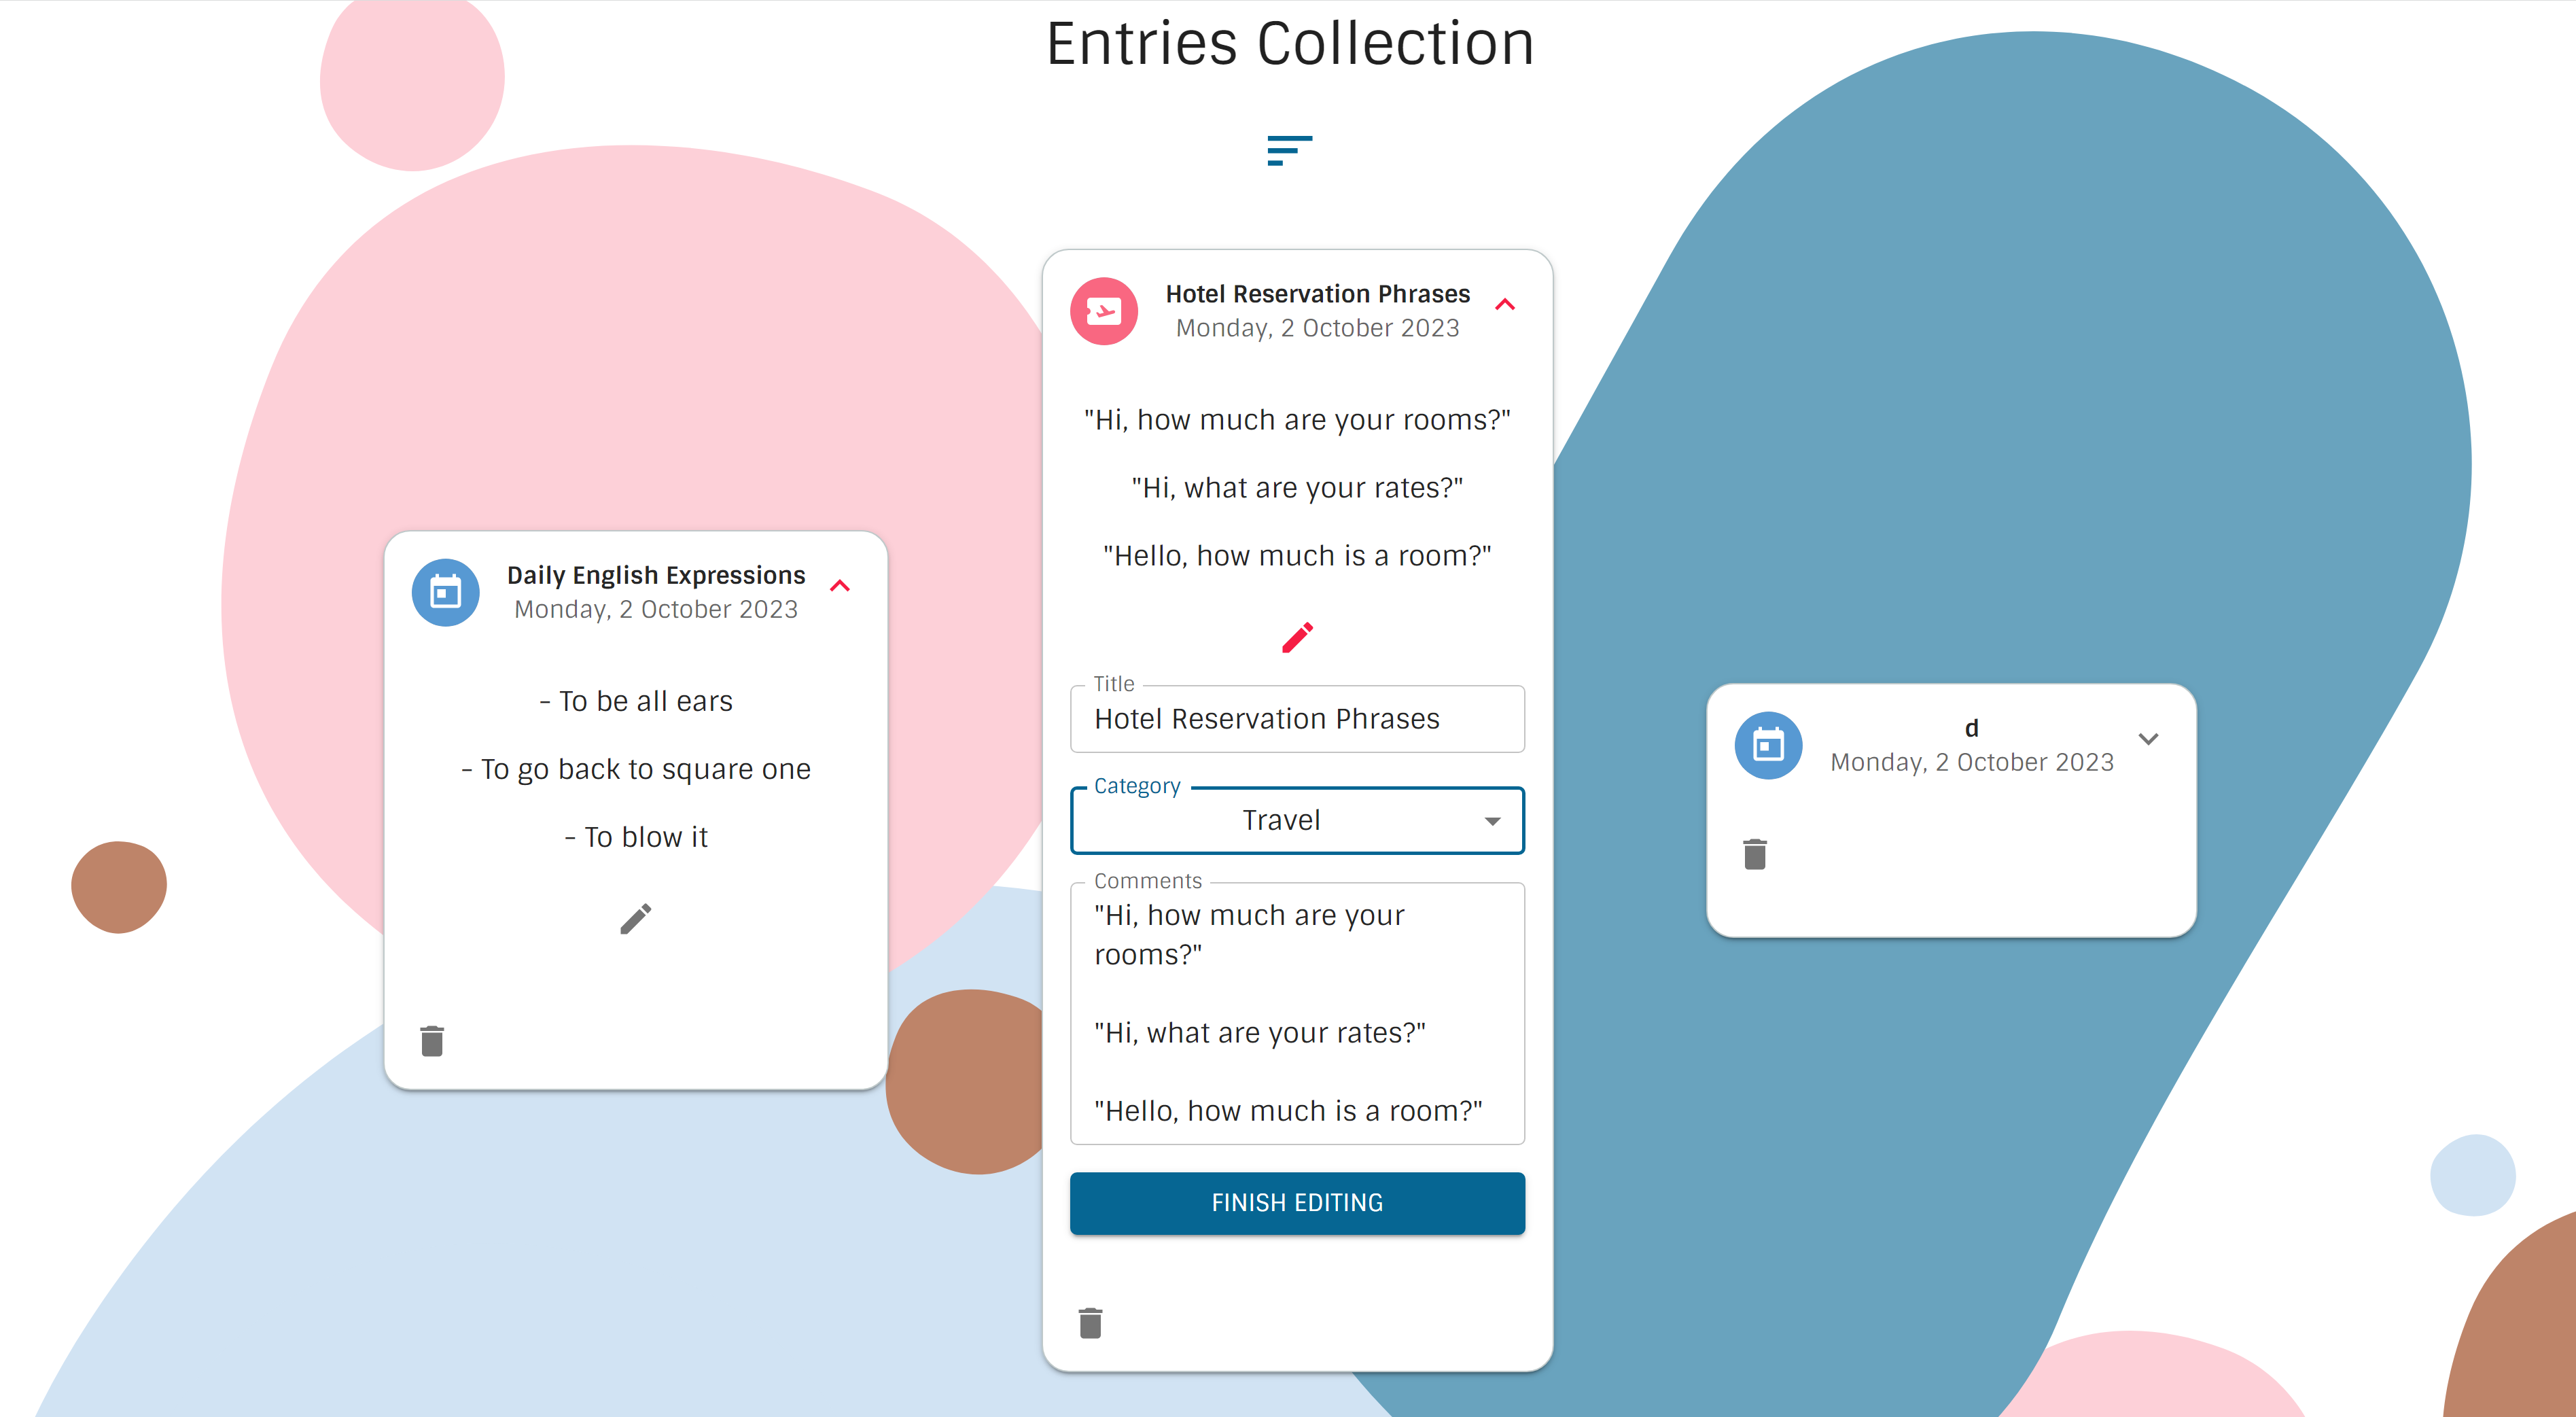 Entries Collection
Daily English Expressions
Monday, 2 October 2023
- To be all ears
- To go back to square one
- To blow it
Hotel Reservation Phrases
Monday, 2 October 2023
"Hi, how much are your rooms?"
"Hi, what are your rates?"
"Hello, how much is a room?"
Title
Hotel Reservation Phrases
Category
Travel
Comments
"Hi, how much are your
rooms?"
"Hi, what are your rates?"
"Hello, how much is a room?"
FINISH EDITING
d
Monday, 2 October 2023